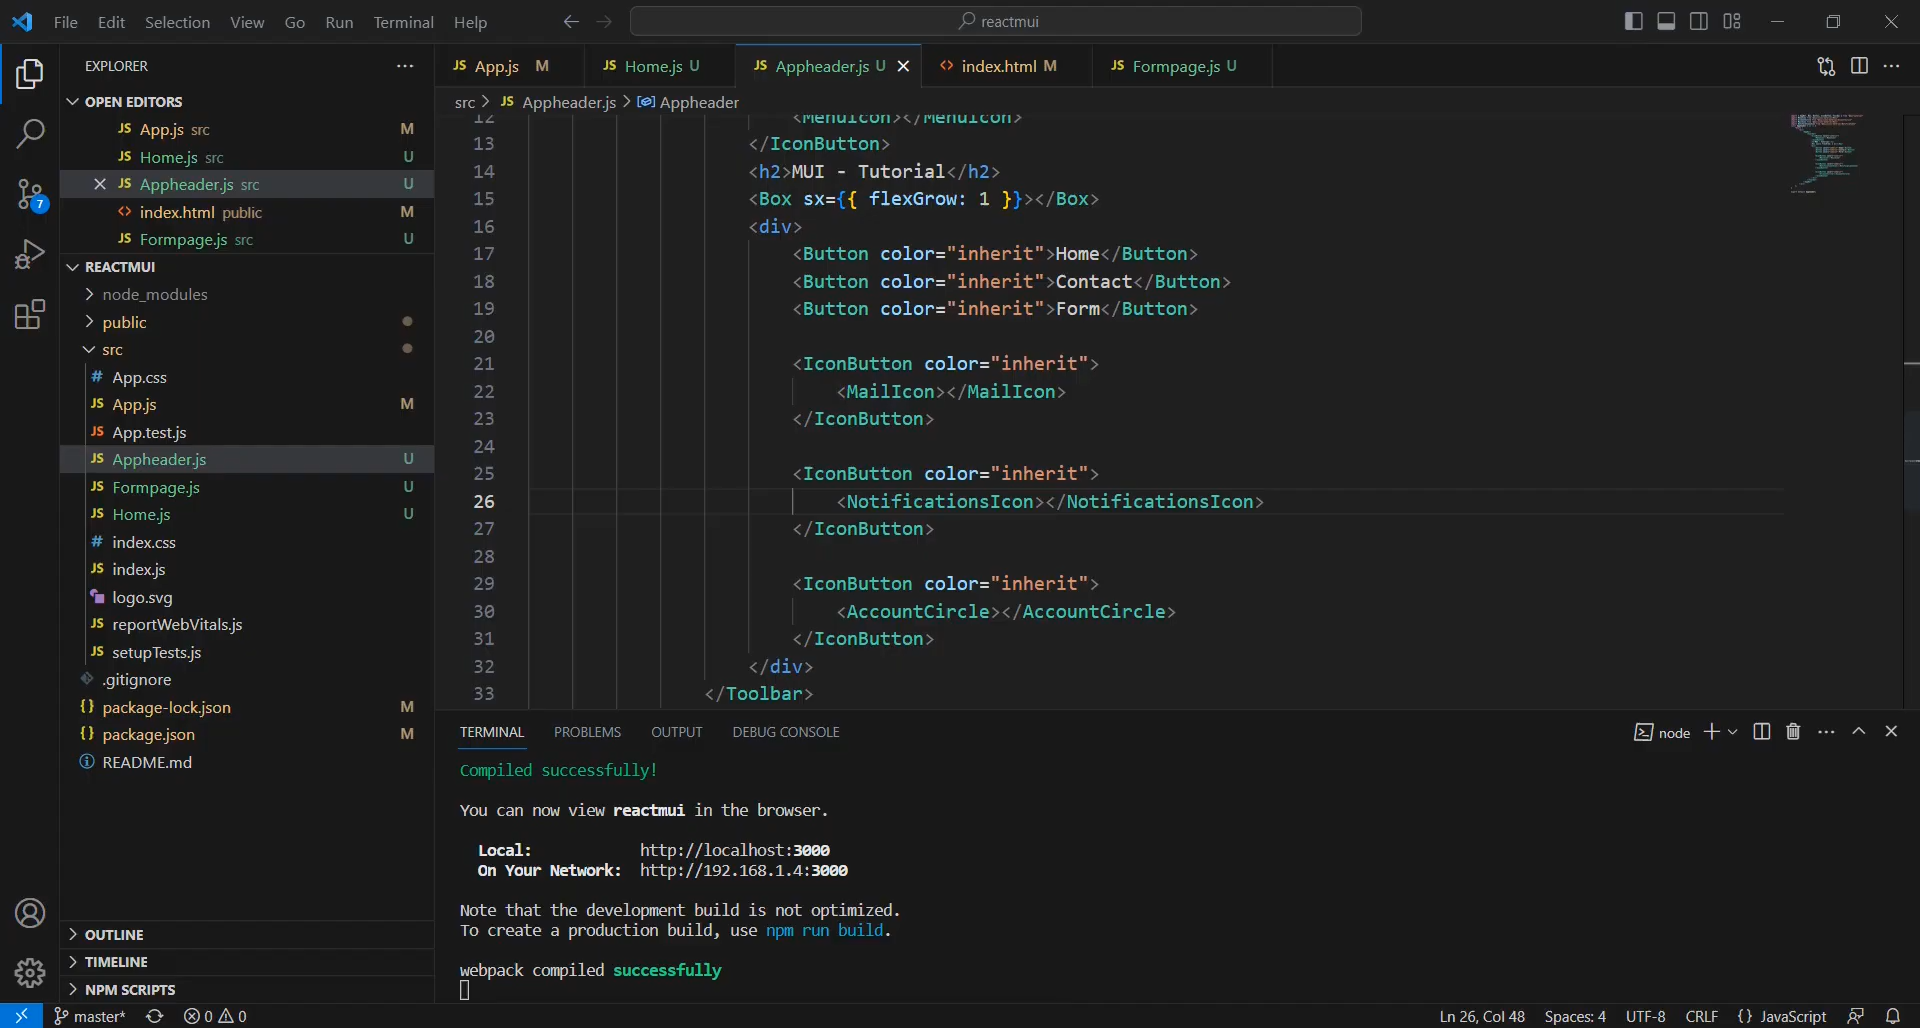 File Edit Selection View Go Run Terminal Help
reactmui
EXPLORER
OPEN EDITORS
JS App.js src M
JS Home.js src U
JS Appheader.js src U
<> index.html public M
JS Formpage.js src U
REACTMUI
node_modules
public
src
# App.css
JS App.js M
JS App.test.js
JS Appheader.js U
JS Formpage.js U
JS Home.js U
# index.css
JS index.js
logo.svg
JS reportWebVitals.js
JS setupTests.js
.gitignore
{} package-lock.json M
{} package.json M
README.md
OUTLINE
TIMELINE
NPM SCRIPTS
7
JS App.js M JS Home.js U JS Appheader.js U <> index.html M JS Formpage.js U
src > JS Appheader.js > Appheader
12 <MenuIcon></MenuIcon>
13 </IconButton>
14 <h2>MUI - Tutorial</h2>
15 <Box sx={{ flexGrow: 1 }}></Box>
16 <div>
17 <Button color="inherit">Home</Button>
18 <Button color="inherit">Contact</Button>
19 <Button color="inherit">Form</Button>
20
21 <IconButton color="inherit">
22 <MailIcon></MailIcon>
23 </IconButton>
24
25 <IconButton color="inherit">
26 <NotificationsIcon></NotificationsIcon>
27 </IconButton>
28
29 <IconButton color="inherit">
30 <AccountCircle></AccountCircle>
31 </IconButton>
32 </div>
33 </Toolbar>
TERMINAL PROBLEMS OUTPUT DEBUG CONSOLE
node
Compiled successfully!
You can now view reactmui in the browser.
Local: http://localhost:3000
On Your Network: http://192.168.1.4:3000
Note that the development build is not optimized.
To create a production build, use npm run build.
webpack compiled successfully
master* 0 0
Ln 26, Col 48 Spaces: 4 UTF-8 CRLF {} JavaScript